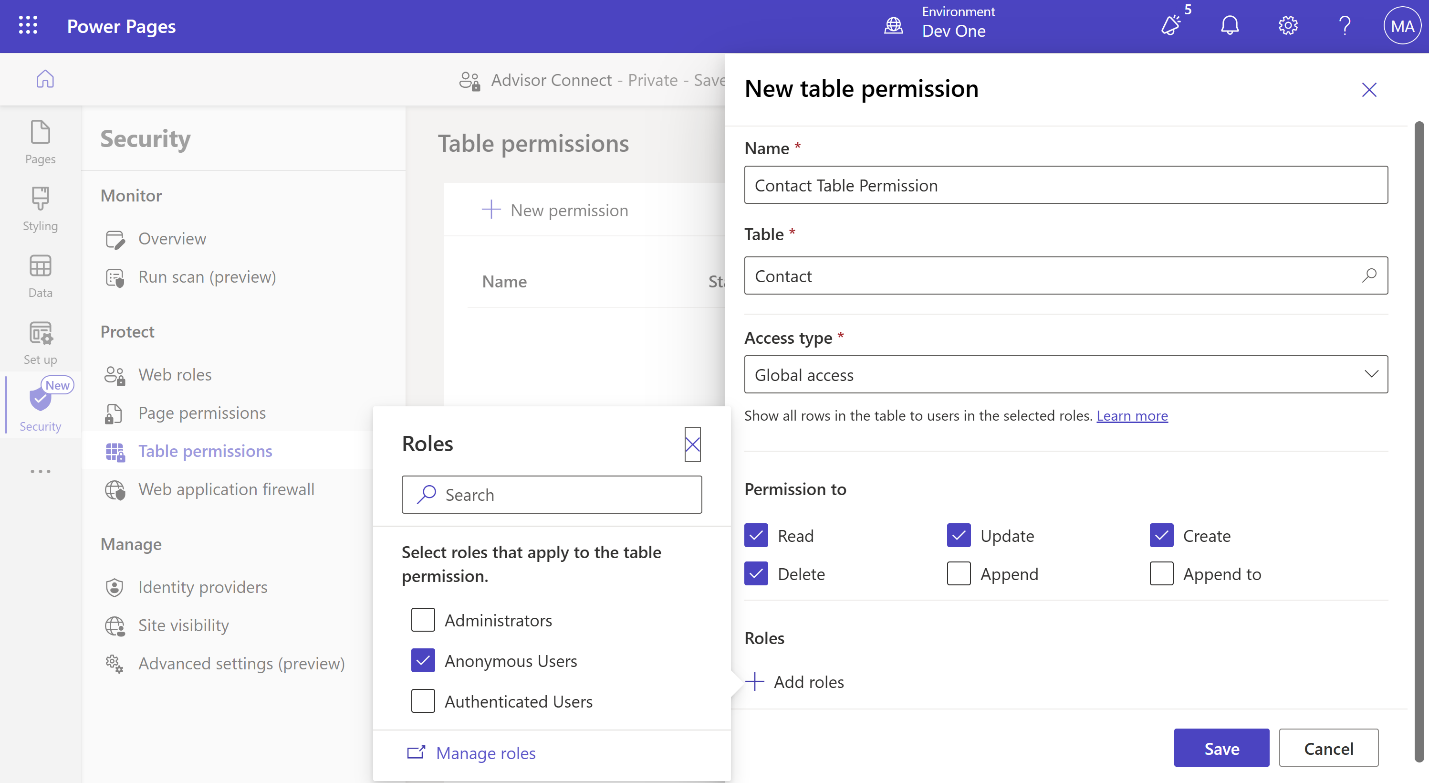 Power Pages
Environment
Dev One
5
MA
Advisor Connect - Private - Save
Pages
Styling
Data
Set up
New
Security
Security
Monitor
Overview
Run scan (preview)
Protect
Web roles
Page permissions
Table permissions
Web application firewall
Manage
Identity providers
Site visibility
Advanced settings (preview)
Table permissions
New permission
Name
Sta
Roles
Search
Select roles that apply to the table
permission.
Administrators
Anonymous Users
Authenticated Users
Manage roles
New table permission
Name *
Contact Table Permission
Table *
Contact
Access type *
Global access
Show all rows in the table to users in the selected roles. Learn more
Permission to
Read Update Create
Delete Append Append to
Roles
Add roles
Save Cancel